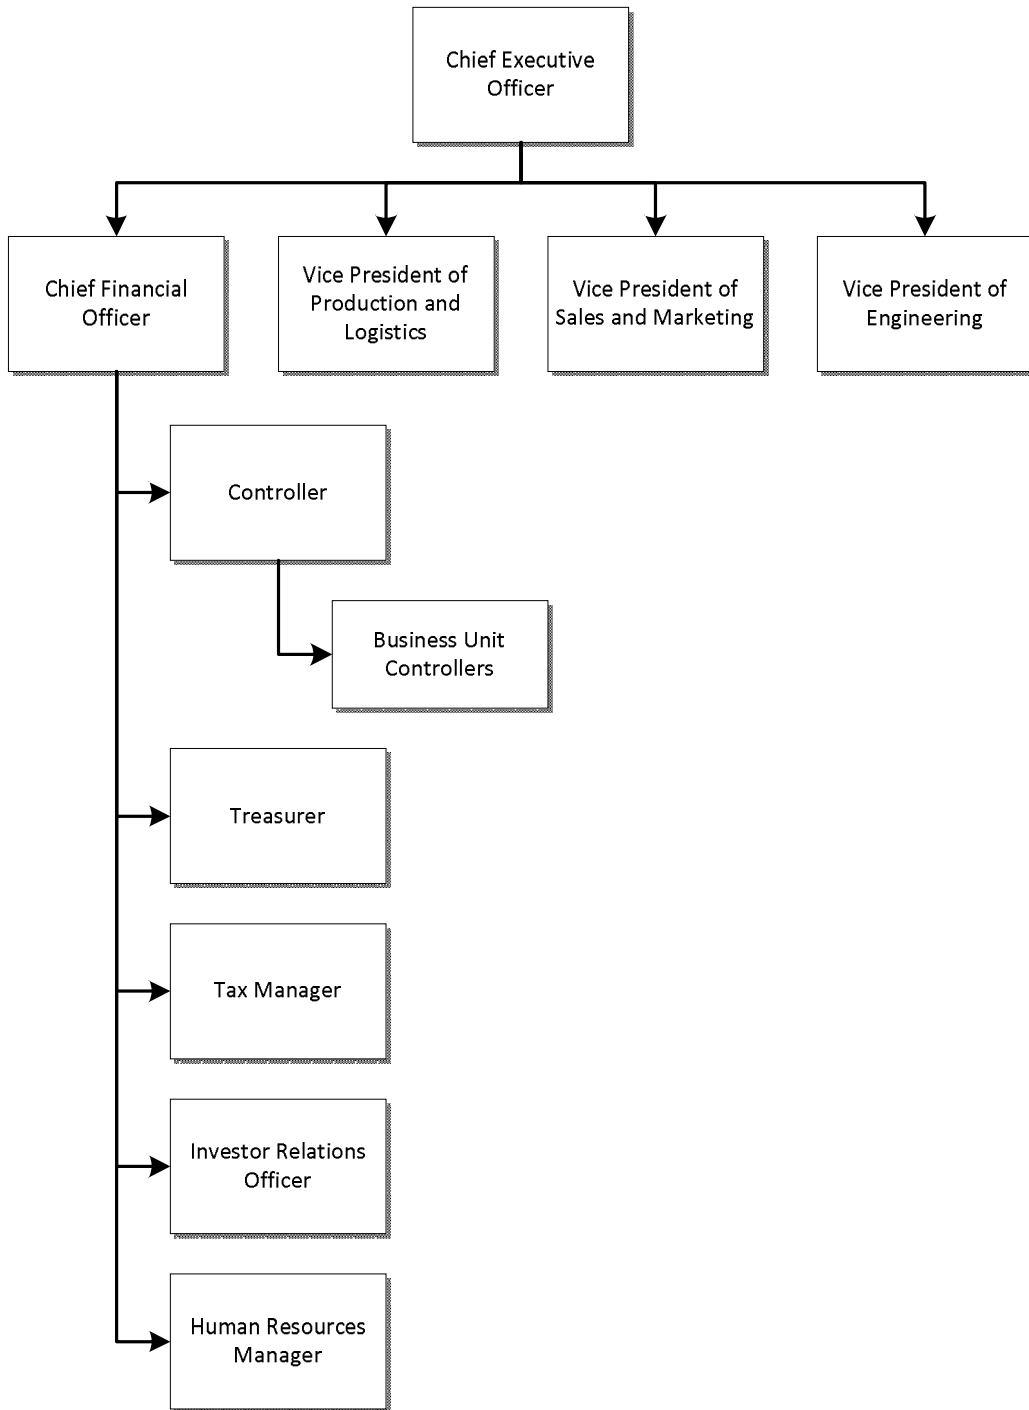 Chief Executive
Officer
Chief Financial
Officer
Vice President of
Production and
Logistics
Vice President of
Sales and Marketing
Vice President of
Engineering
Controller
Business Unit
Controllers
Treasurer
Tax Manager
Investor Relations
Officer
Human Resources
Manager